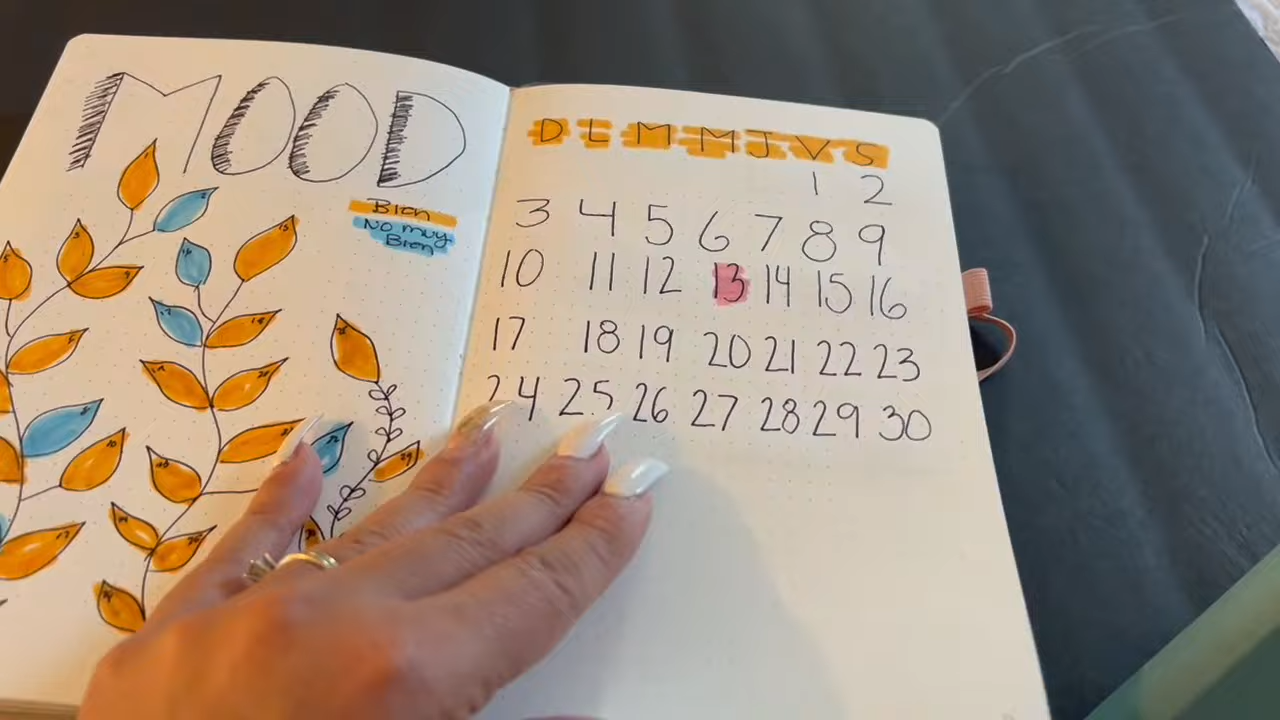 MOOD
Bien
No muy
Bien
D L M M J V S
1 2
3 4 5 6 7 8 9
10 11 12 13 14 15 16
17 18 19 20 21 22 23
24 25 26 27 28 29 30